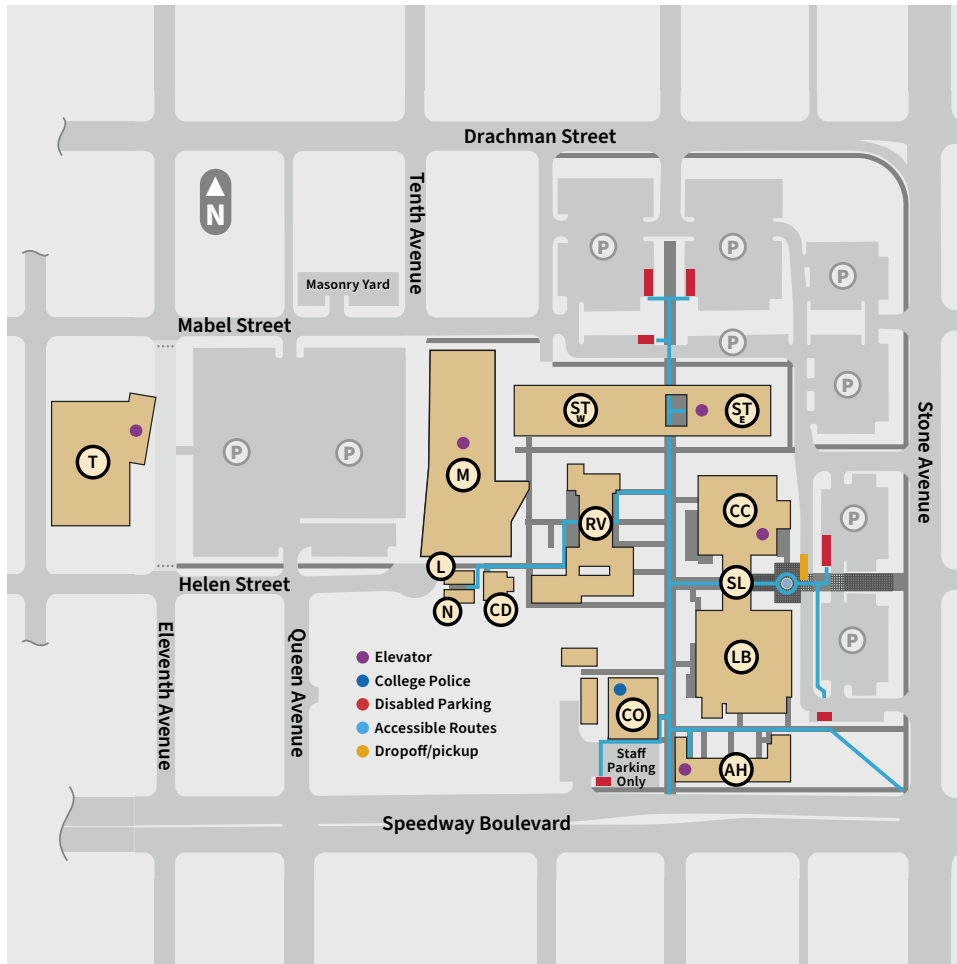 Drachman Street
N
Tenth Avenue
P
P
P
Masonry Yard
Mabel Street
P
P
Stone Avenue
ST
W
ST
E
T
P
P
M
CC
P
RV
L
Helen Street
SL
N
CD
P
Eleventh Avenue
Queen Avenue
LB
Elevator
College Police
Disabled Parking
Accessible Routes
Dropoff/pickup
CO
Staff
Parking
Only
AH
Speedway Boulevard